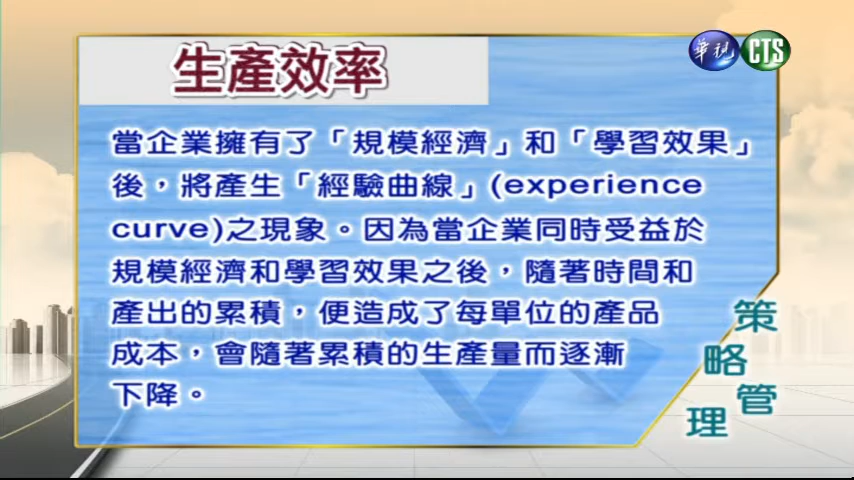 生產效率
華視 CTS
當企業擁有了「規模經濟」和「學習效果」
後，將產生「經驗曲線」(experience
curve)之現象。因為當企業同時受益於
規模經濟和學習效果之後，隨著時間和
產出的累積，便造成了每單位的產品
成本，會隨著累積的生產量而逐漸
下降。
策略管理